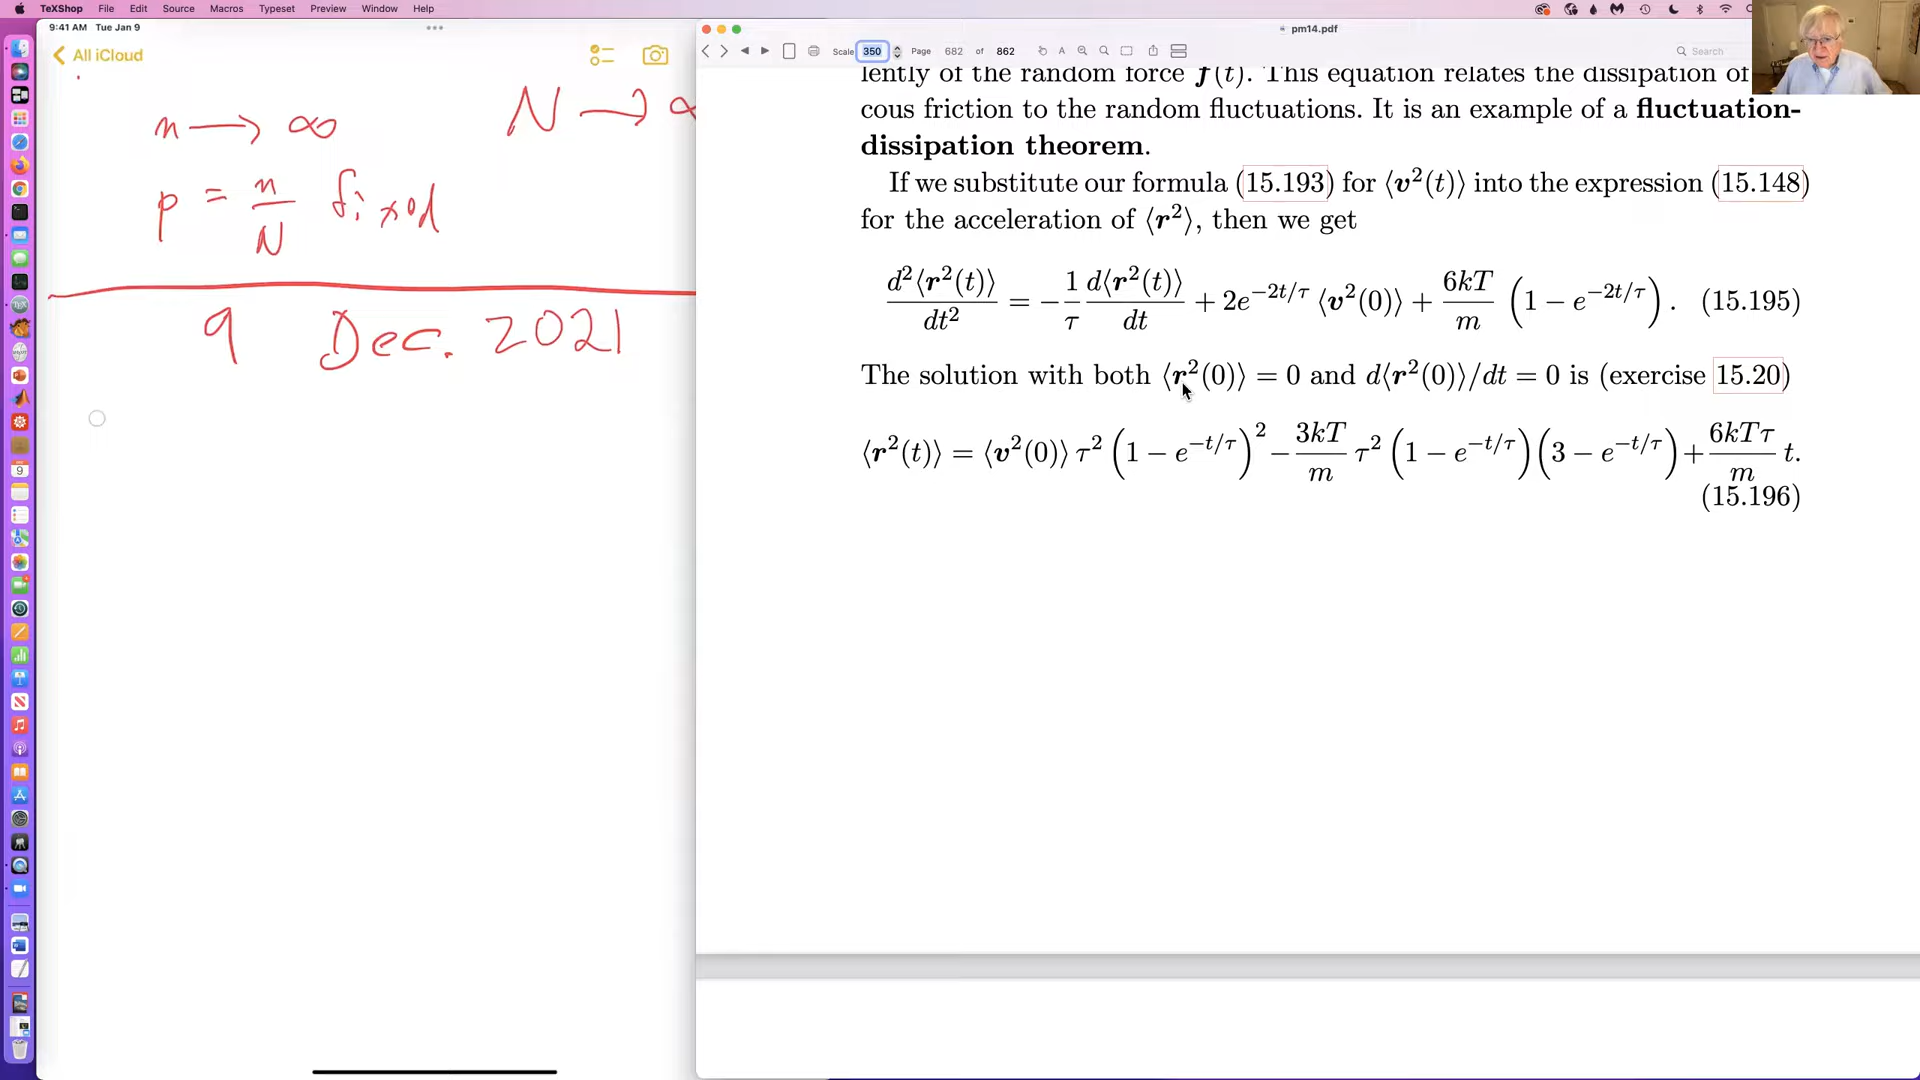 TeXShop File Edit Source Macros Typeset Preview Window Help
9:41 AM Tue Jan 9
All iCloud
n → ∞ N → ∞
p = n/N fixed
9 Dec. 2021
pm14.pdf
Scale 350 Page 682 of 862 Search
lently of the random force f(t). This equation relates the dissipation of
cous friction to the random fluctuations. It is an example of a fluctuation-
dissipation theorem.
If we substitute our formula (15.193) for ⟨v²(t)⟩ into the expression (15.148)
for the acceleration of ⟨r²⟩, then we get
d²⟨r²(t)⟩/dt² = −1/τ d⟨r²(t)⟩/dt + 2e^{−2t/τ} ⟨v²(0)⟩ + 6kT/m (1 − e^{−2t/τ}). (15.195)
The solution with both ⟨r²(0)⟩ = 0 and d⟨r²(0)⟩/dt = 0 is (exercise 15.20)
⟨r²(t)⟩ = ⟨v²(0)⟩ τ² (1 − e^{−t/τ})² − 3kT/m τ² (1 − e^{−t/τ})(3 − e^{−t/τ}) + 6kTτ/m t.
(15.196)